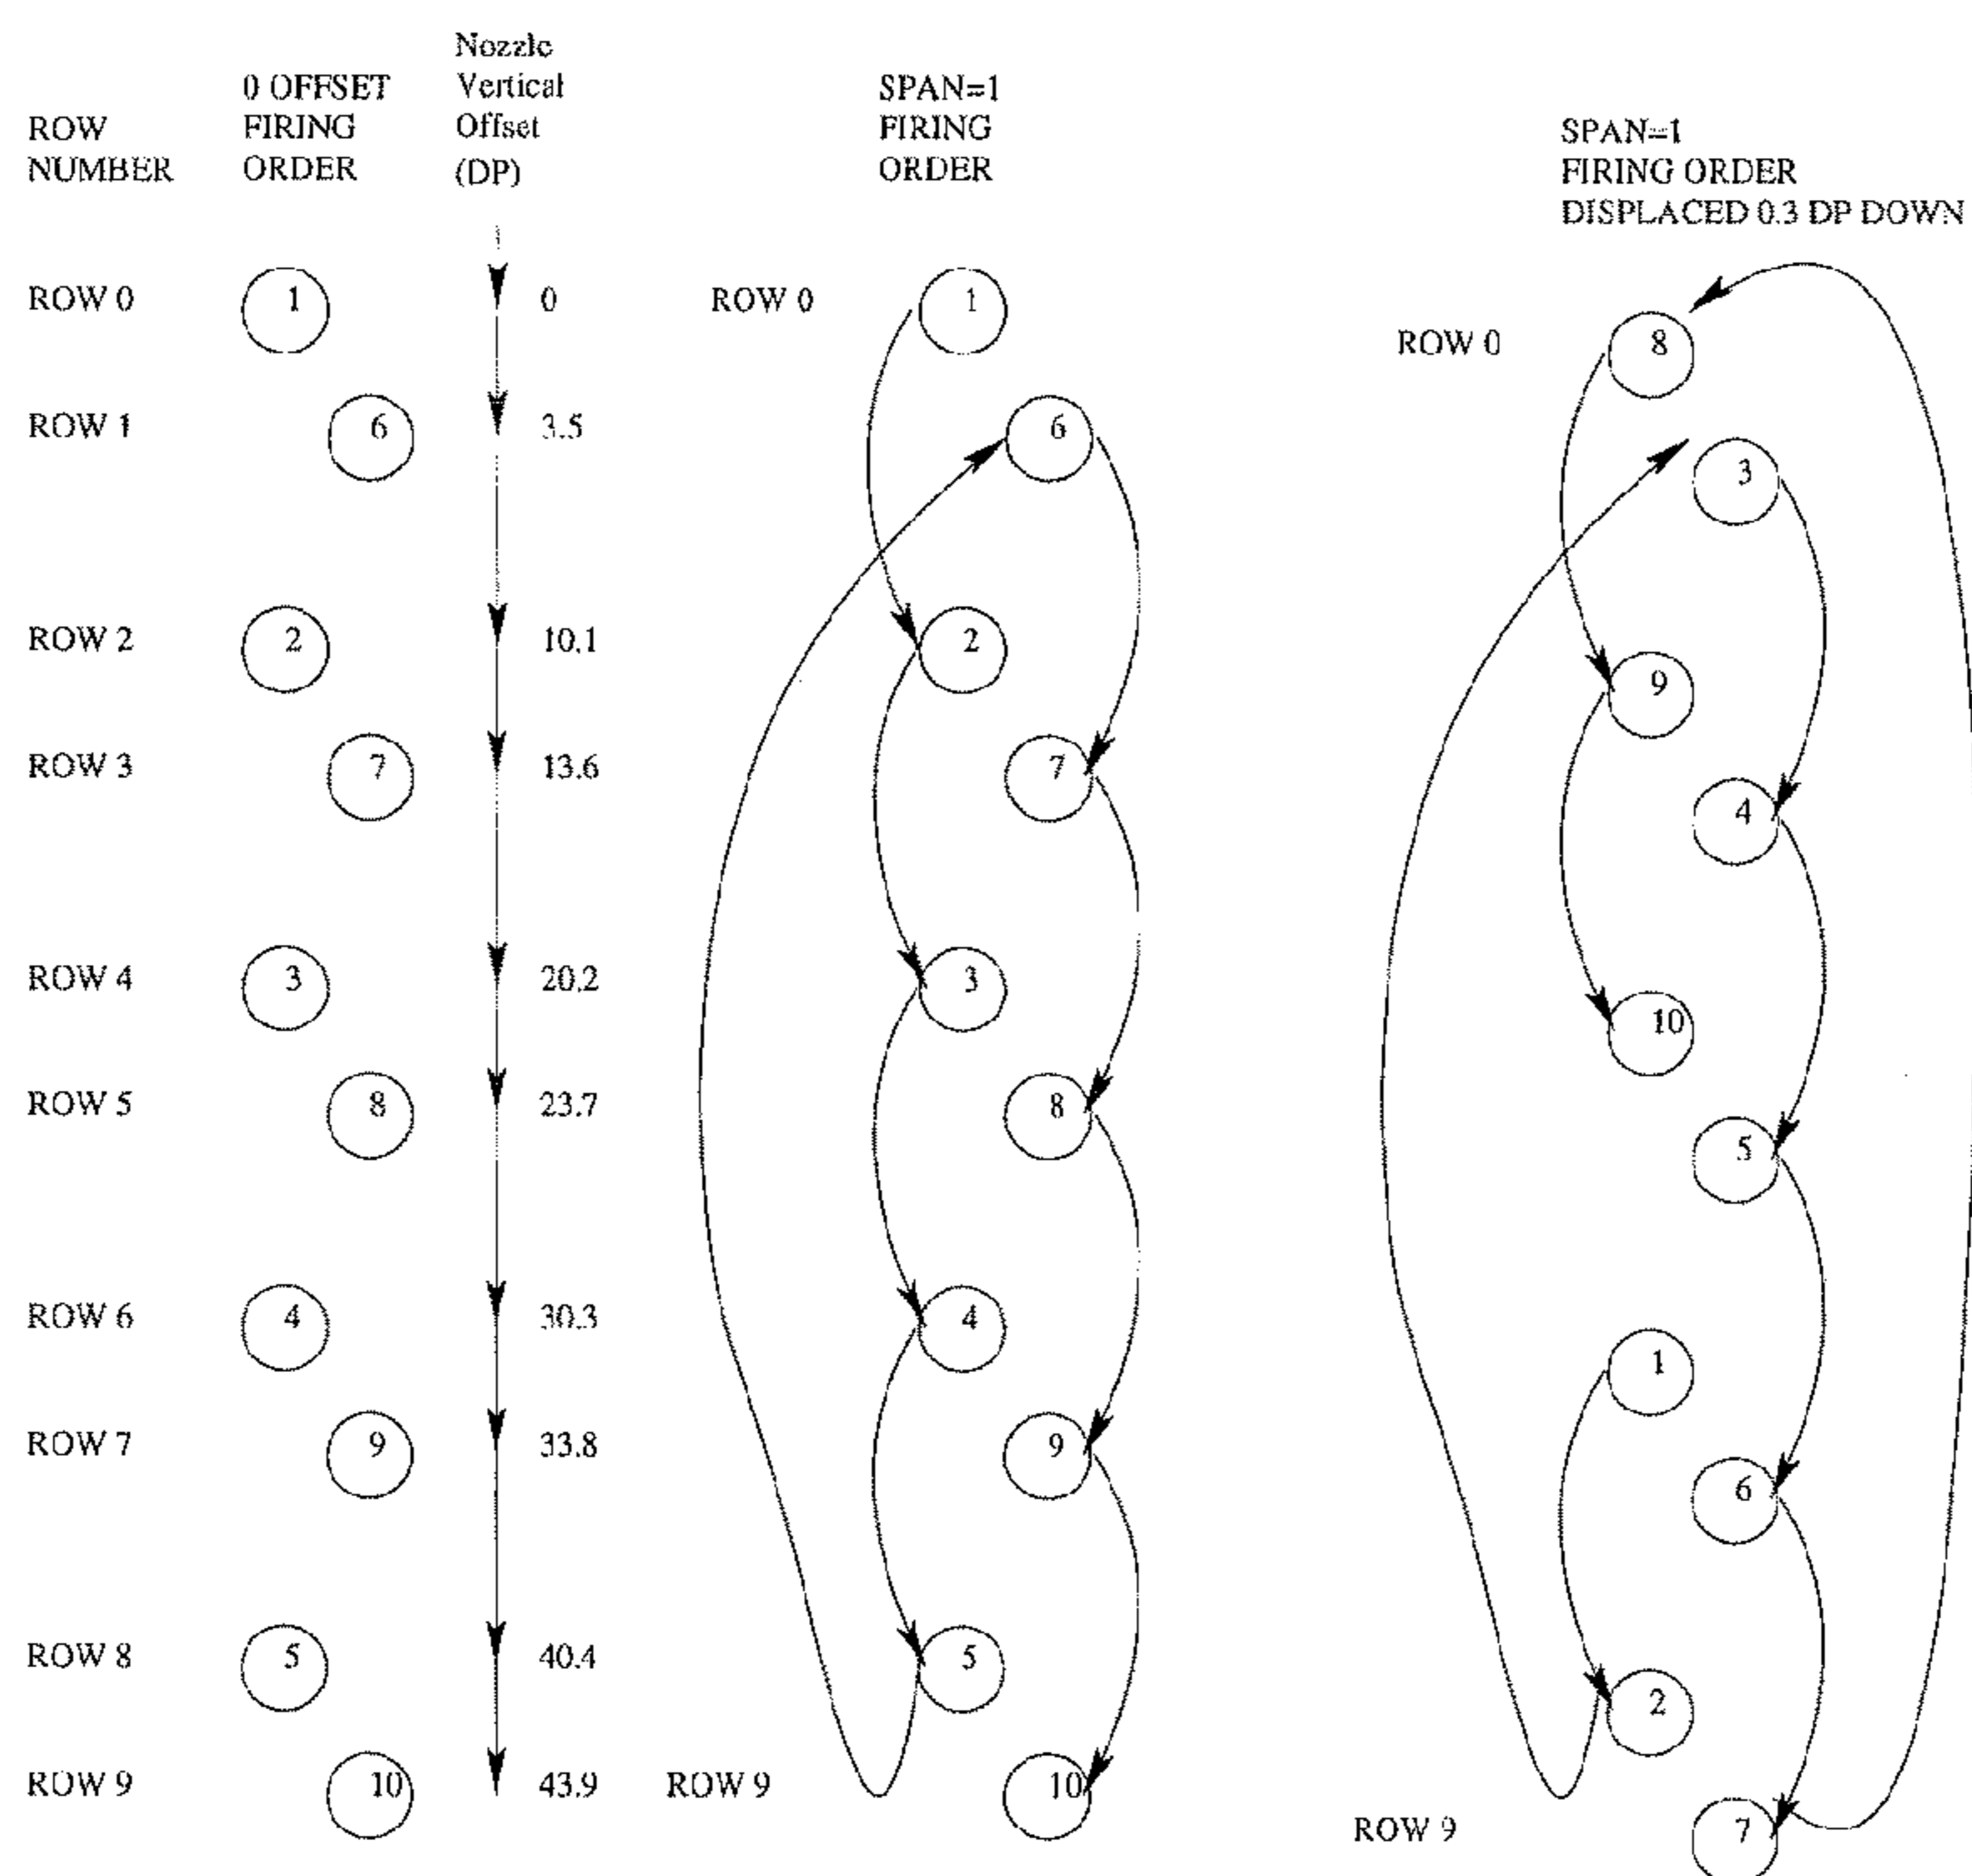 ROW
NUMBER
0 OFFSET
FIRING
ORDER
Nozzle
Vertical
Offset
(DP)
SPAN=1
FIRING
ORDER
SPAN=1
FIRING ORDER
DISPLACED 0.3 DP DOWN
ROW 0 1 0 ROW 0 1
ROW 0 8
ROW 1 6 3.5 6
3
ROW 2 2 10.1 2
9
ROW 3 7 13.6 7
4
ROW 4 3 20.2 3
10
ROW 5 8 23.7 8
5
ROW 6 4 30.3 4
1
ROW 7 9 33.8 9
6
ROW 8 5 40.4 5
2
ROW 9 10 43.9 ROW 9 10
ROW 9 7